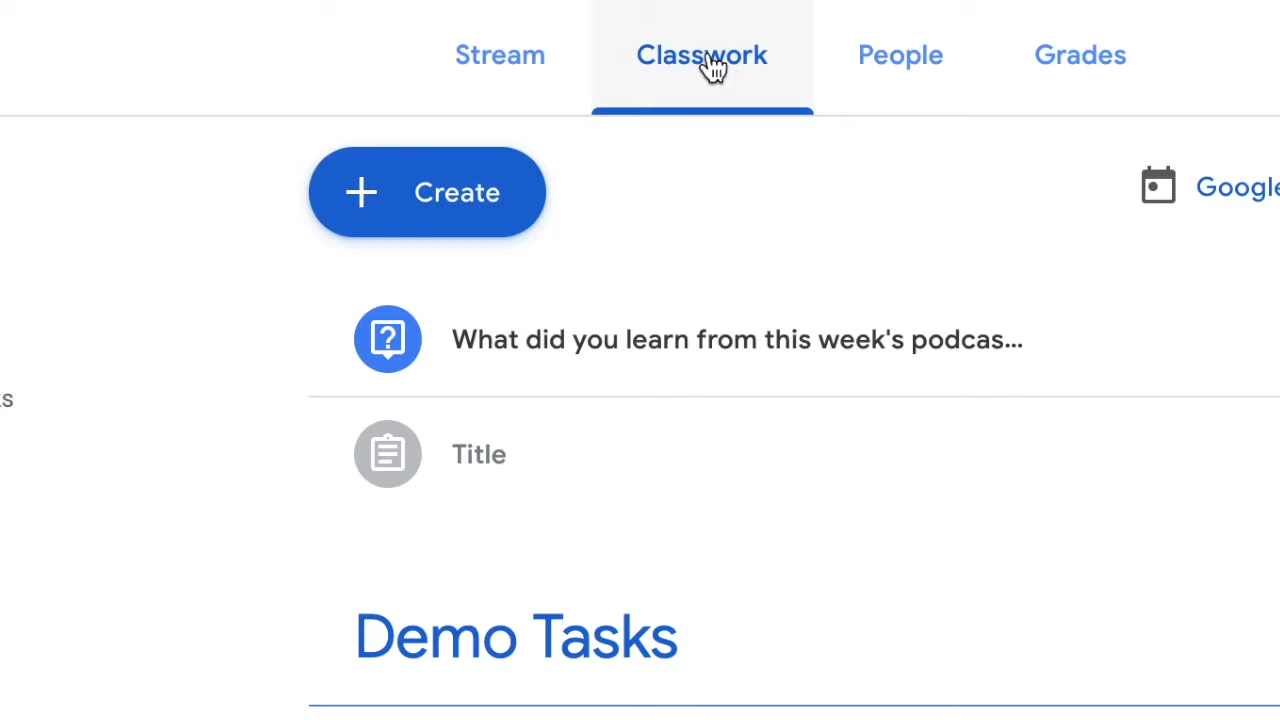 Stream Classwork People Grades
Create
Google
What did you learn from this week's podcas...
Title
Demo Tasks